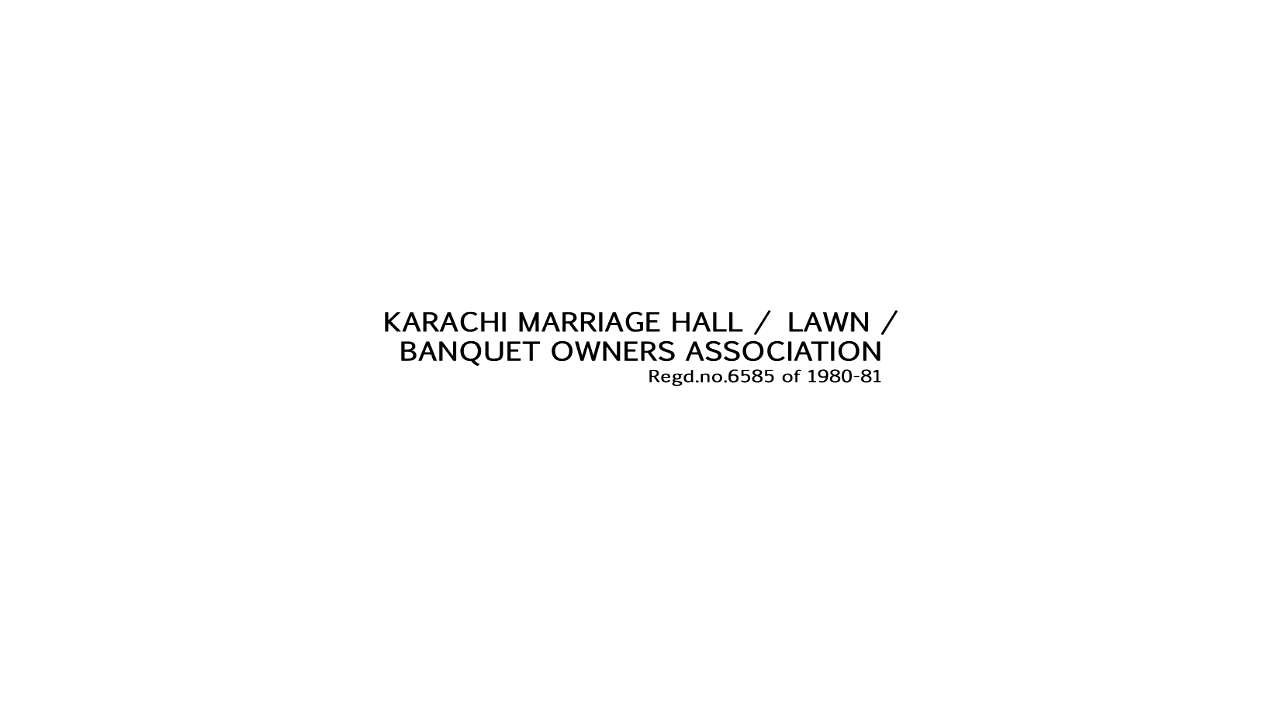 KARACHI MARRIAGE HALL / LAWN /
BANQUET OWNERS ASSOCIATION
Regd.no.6585 of 1980-81